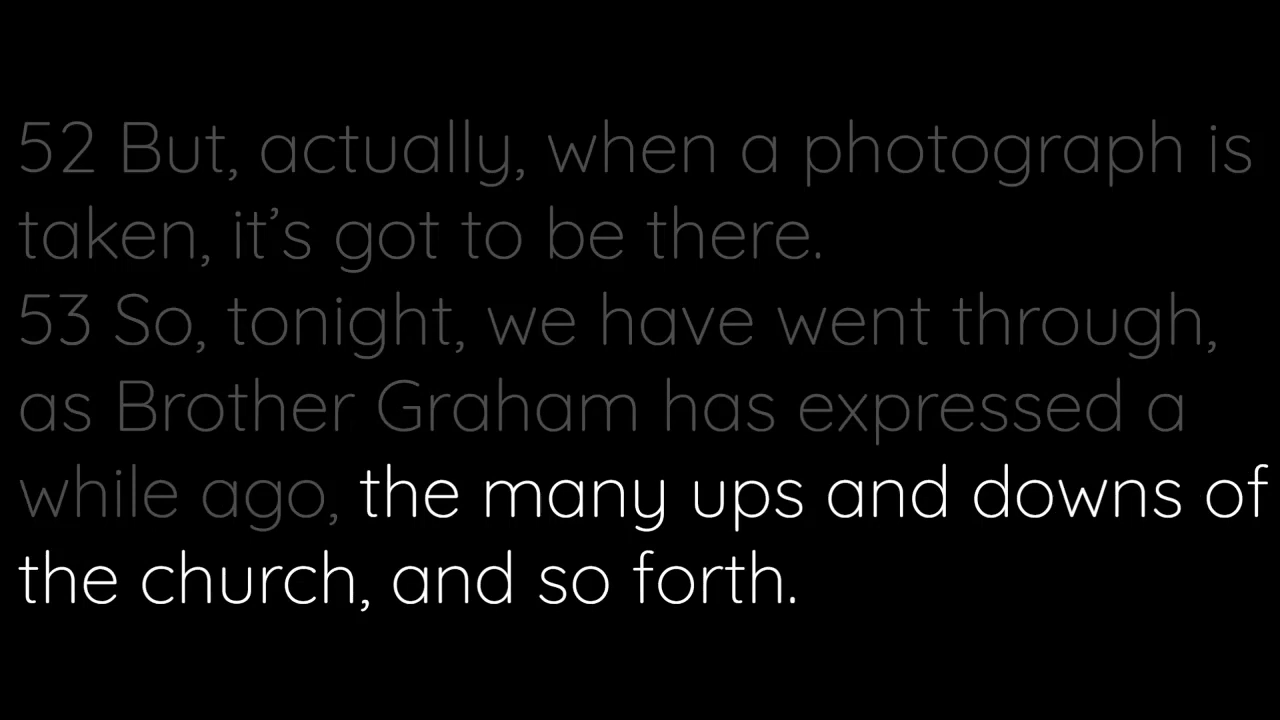 52 But, actually, when a photograph is
taken, it’s got to be there.
53 So, tonight, we have went through,
as Brother Graham has expressed a
while ago, the many ups and downs of
the church, and so forth.